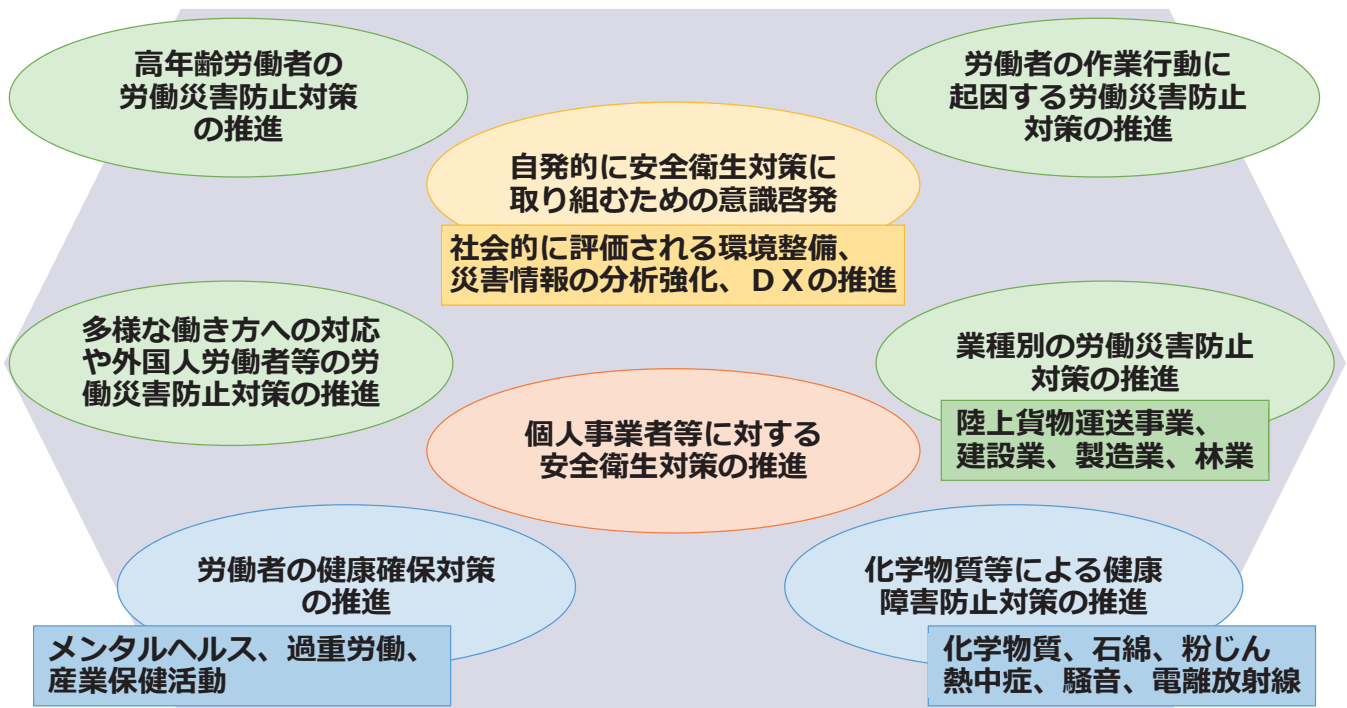 高年齢労働者の
労働災害防止対策
の推進
労働者の作業行動に
起因する労働災害防止
対策の推進
自発的に安全衛生対策に
取り組むための意識啓発
社会的に評価される環境整備、
災害情報の分析強化、ＤＸの推進
多様な働き方への対応
や外国人労働者等の労
働災害防止対策の推進
業種別の労働災害防止
対策の推進
陸上貨物運送事業、
建設業、製造業、林業
個人事業者等に対する
安全衛生対策の推進
労働者の健康確保対策
の推進
メンタルヘルス、過重労働、
産業保健活動
化学物質等による健康
障害防止対策の推進
化学物質、石綿、粉じん
熱中症、騒音、電離放射線